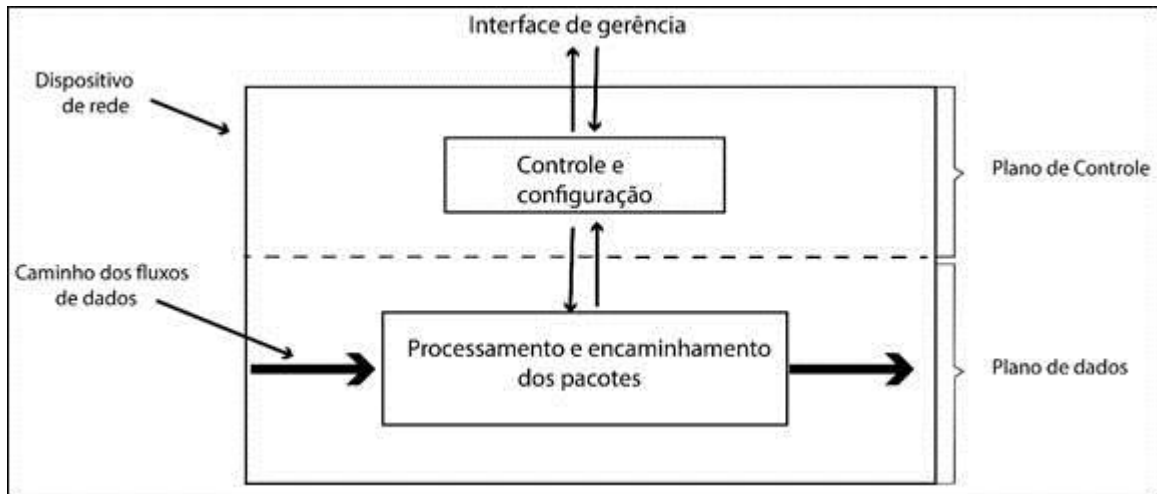 Interface de gerência
Dispositivo
de rede
Controle e
configuração
Plano de Controle
Caminho dos fluxos
de dados
Processamento e encaminhamento
dos pacotes
Plano de dados